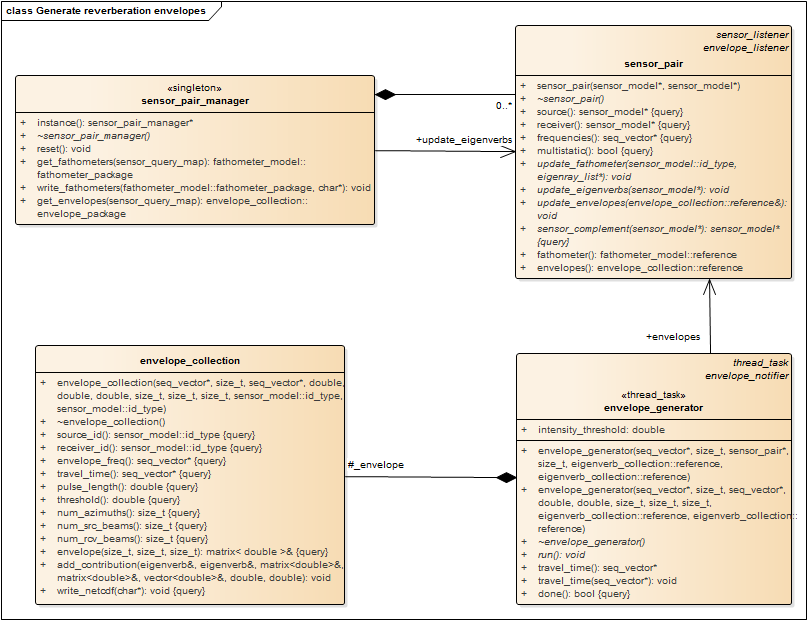 class Generate reverberation envelopes
sensor_listener
envelope_listener
sensor_pair
+ sensor_pair(sensor_model*, sensor_model*)
+ ~sensor_pair()
+ source(): sensor_model* {query}
+ receiver(): sensor_model* {query}
+ frequencies(): seq_vector* {query}
+ multistatic(): bool {query}
+ update_fathometer(sensor_model::id_type,
eigenray_list*): void
+ update_eigenverbs(sensor_model*): void
+ update_envelopes(envelope_collection::reference&):
void
+ sensor_complement(sensor_model*): sensor_model*
{query}
+ fathometer(): fathometer_model::reference
+ envelopes(): envelope_collection::reference
«singleton»
sensor_pair_manager
+ instance(): sensor_pair_manager*
+ ~sensor_pair_manager()
+ reset(): void
+ get_fathometers(sensor_query_map): fathometer_model::
fathometer_package
+ write_fathometers(fathometer_model::fathometer_package, char*): void
+ get_envelopes(sensor_query_map): envelope_collection::
envelope_package
0..*
+update_eigenverbs
+envelopes
envelope_collection
+ envelope_collection(seq_vector*, size_t, seq_vector*, double,
double, double, size_t, size_t, size_t, sensor_model::id_type,
sensor_model::id_type)
+ ~envelope_collection()
+ source_id(): sensor_model::id_type {query}
+ receiver_id(): sensor_model::id_type {query}
+ envelope_freq(): seq_vector* {query}
+ travel_time(): seq_vector* {query}
+ pulse_length(): double {query}
+ threshold(): double {query}
+ num_azimuths(): size_t {query}
+ num_src_beams(): size_t {query}
+ num_rcv_beams(): size_t {query}
+ envelope(size_t, size_t, size_t): matrix< double >& {query}
+ add_contribution(eigenverb&, eigenverb&, matrix<double>&,
matrix<double>&, vector<double>&, double, double): void
+ write_netcdf(char*): void {query}
#_envelope
thread_task
envelope_notifier
«thread_task»
envelope_generator
+ intensity_threshold: double
+ envelope_generator(seq_vector*, size_t, sensor_pair*,
size_t, eigenverb_collection::reference,
eigenverb_collection::reference)
+ envelope_generator(seq_vector*, size_t, seq_vector*,
double, double, size_t, size_t, size_t,
eigenverb_collection::reference, eigenverb_collection::
reference)
+ ~envelope_generator()
+ run(): void
+ travel_time(): seq_vector*
+ travel_time(seq_vector*): void
+ done(): bool {query}